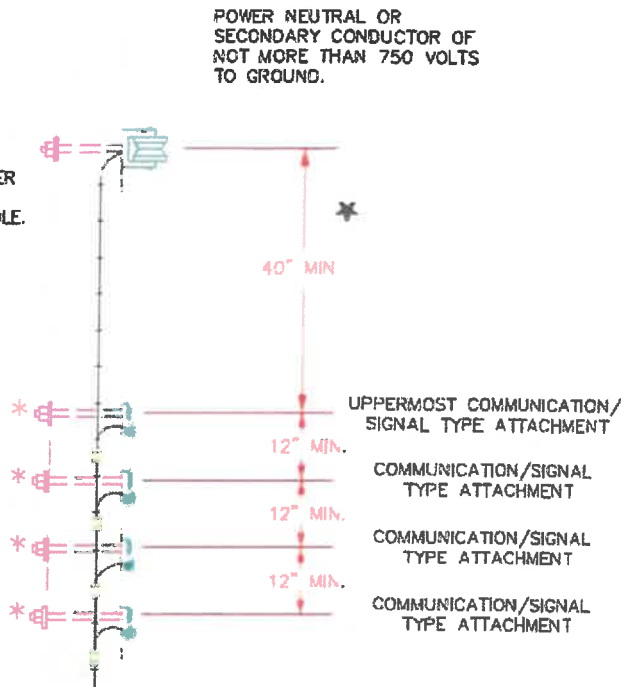 POWER NEUTRAL OR
SECONDARY CONDUCTOR OF
NOT MORE THAN 750 VOLTS
TO GROUND.
40" MIN
UPPERMOST COMMUNICATION/
SIGNAL TYPE ATTACHMENT
12" MIN.
COMMUNICATION/SIGNAL
TYPE ATTACHMENT
12" MIN.
COMMUNICATION/SIGNAL
TYPE ATTACHMENT
12" MIN.
COMMUNICATION/SIGNAL
TYPE ATTACHMENT